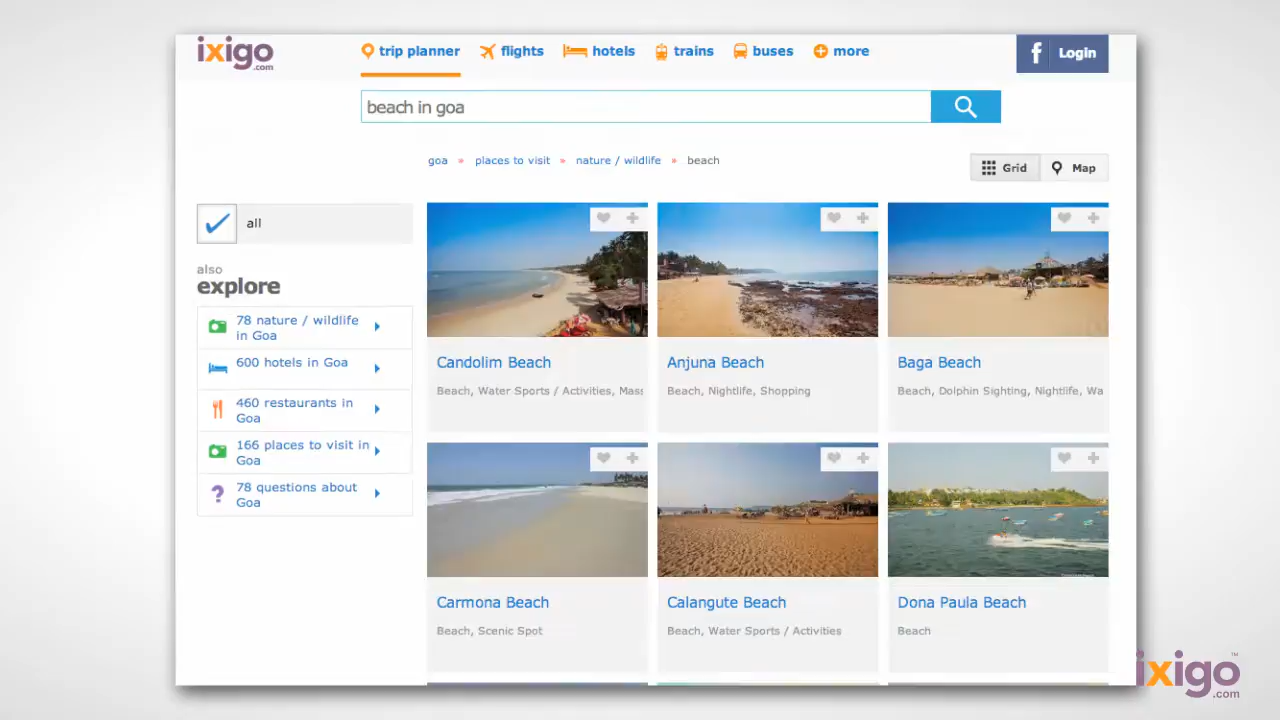 ixigo
.com
trip planner
flights
hotels
trains
buses
more
f
Login
beach in goa
goa » places to visit » nature / wildlife » beach
Grid
Map
all
also
explore
78 nature / wildlife
in Goa
600 hotels in Goa
460 restaurants in
Goa
166 places to visit in
Goa
78 questions about
Goa
Candolim Beach
Beach, Water Sports / Activities, Mass
Anjuna Beach
Beach, Nightlife, Shopping
Baga Beach
Beach, Dolphin Sighting, Nightlife, Wa
Carmona Beach
Beach, Scenic Spot
Calangute Beach
Beach, Water Sports / Activities
Dona Paula Beach
Beach
ixigo™
.com